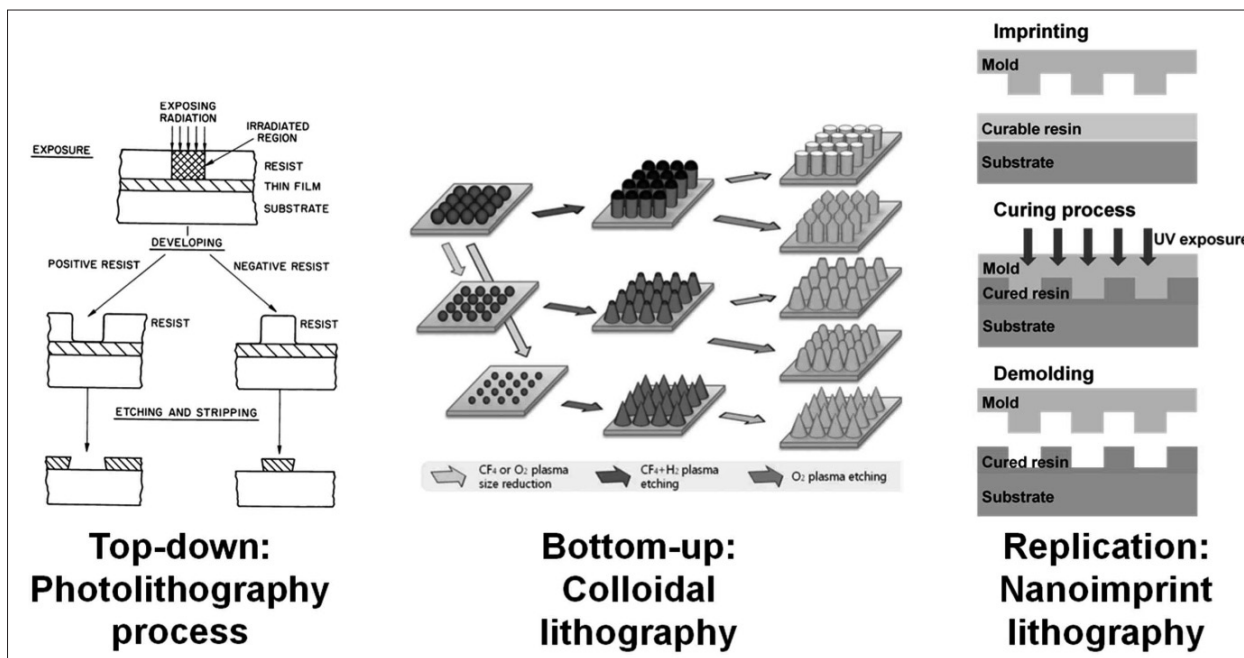 EXPOSING
RADIATION
IRRADIATED
REGION
EXPOSURE
RESIST
THIN FILM
SUBSTRATE
DEVELOPING
POSITIVE RESIST
NEGATIVE RESIST
RESIST
RESIST
ETCHING AND STRIPPING
Top-down:
Photolithography
process
CF₄ or O₂ plasma
size reduction
CF₄+H₂ plasma
etching
O₂ plasma etching
Bottom-up:
Colloidal
lithography
Imprinting
Mold
Curable resin
Substrate
Curing process
UV exposure
Mold
Cured resin
Substrate
Demolding
Mold
Cured resin
Substrate
Replication:
Nanoimprint
lithography